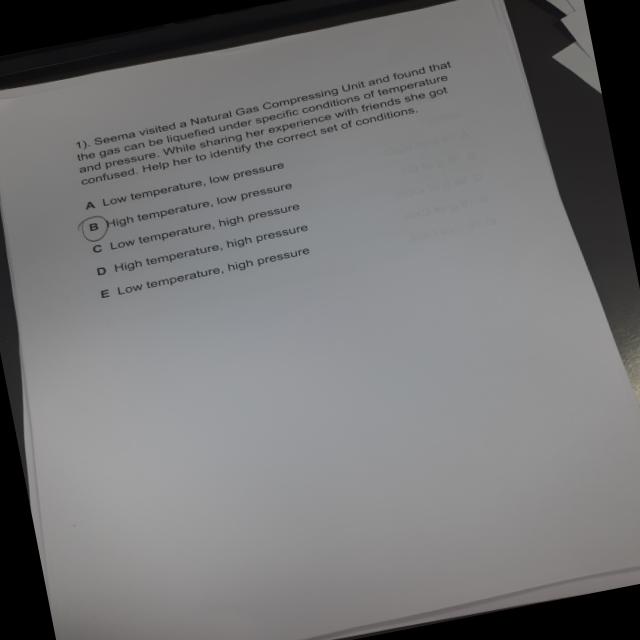 1). Seema visited a Natural Gas Compressing Unit and found that
the gas can be liquefied under specific conditions of temperature
and pressure. While sharing her experience with friends she got
confused. Help her to identify the correct set of conditions.
A Low temperature, low pressure
B High temperature, low pressure
C Low temperature, high pressure
D High temperature, high pressure
E Low temperature, high pressure